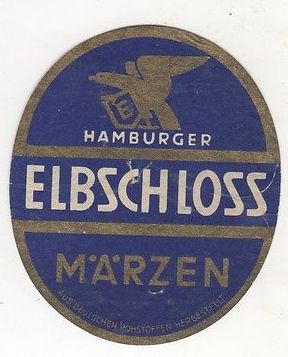 HAMBURGER
ELBSCHLOSS
MÄRZEN
AUS DEUTSCHEN ROHSTOFFEN HERGESTELLT